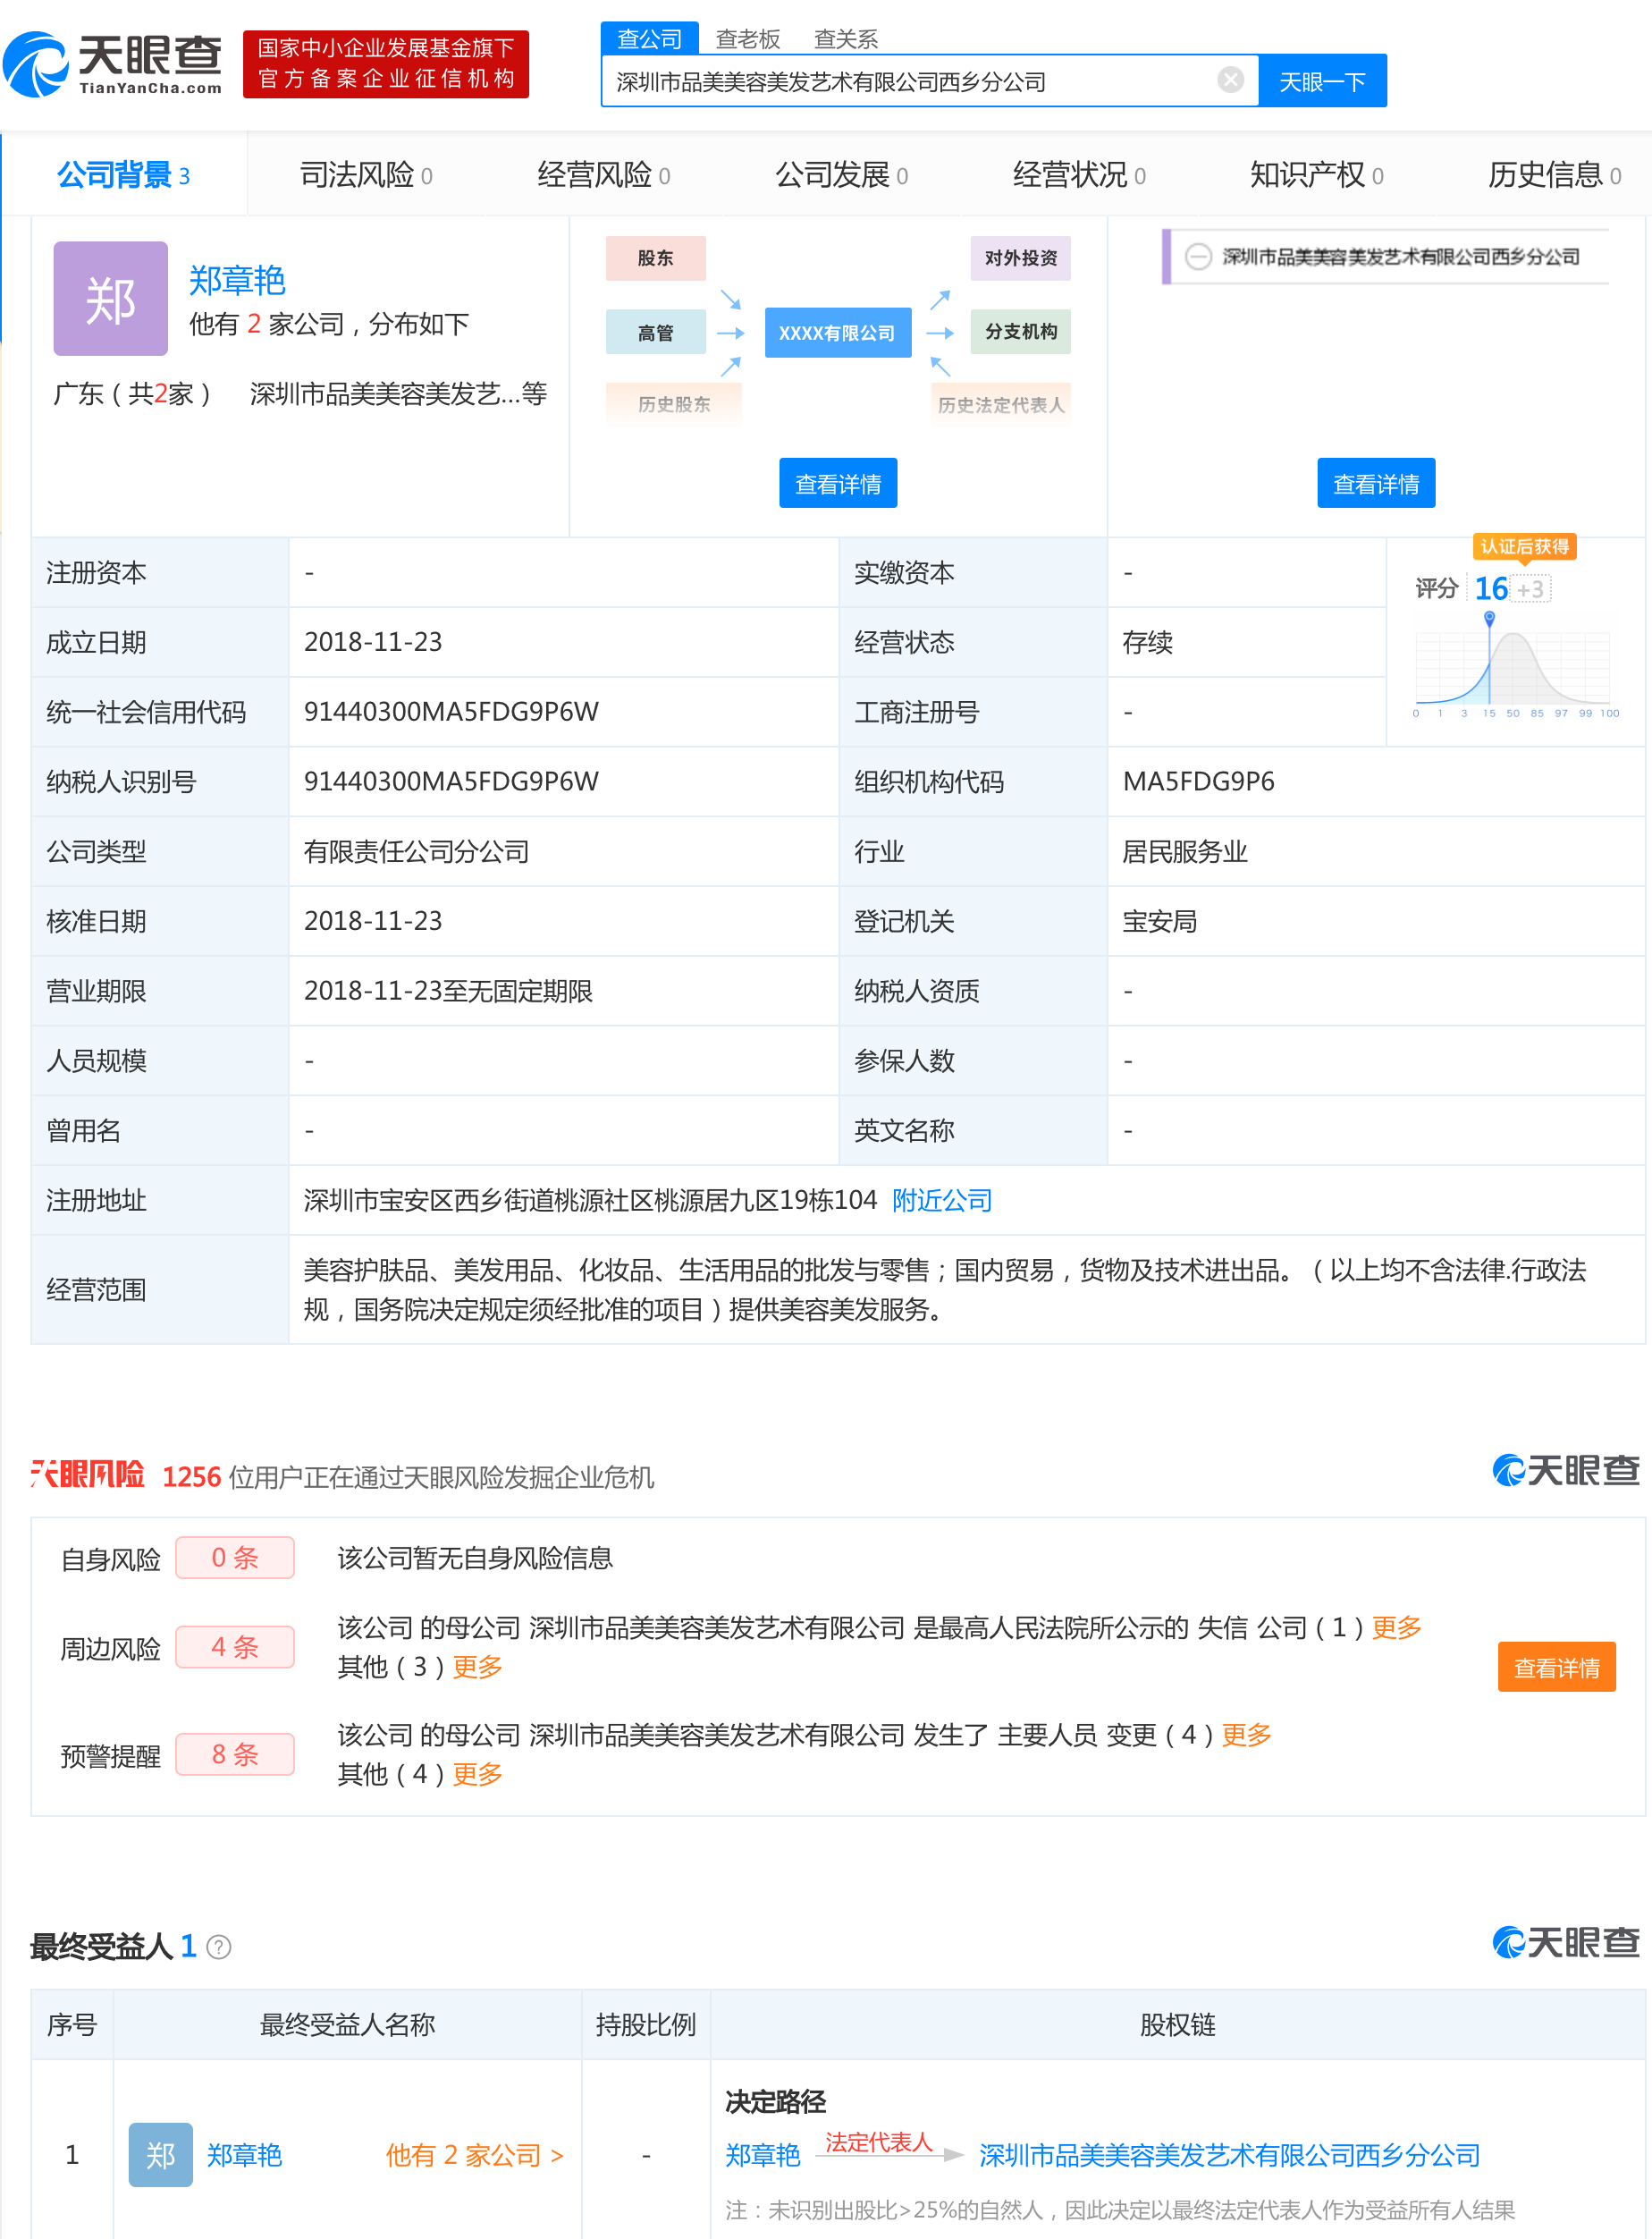 天眼查
TianYanCha.com
国家中小企业发展基金旗下
官方备案企业征信机构
查公司 查老板 查关系
深圳市品美美容美发艺术有限公司西乡分公司 天眼一下
公司背景 3 司法风险 0 经营风险 0 公司发展 0 经营状况 0 知识产权 0 历史信息 0
郑
郑章艳
他有 2 家公司，分布如下
广东（共2家） 深圳市品美美容美发艺...等
股东 对外投资
高管 XXXX有限公司 分支机构
历史股东 历史法定代表人
查看详情
深圳市品美美容美发艺术有限公司西乡分公司
查看详情
注册资本 - 实缴资本 -
认证后获得
评分 16 +3
0 1 3 15 50 85 97 99 100
成立日期 2018-11-23 经营状态 存续
统一社会信用代码 91440300MA5FDG9P6W 工商注册号 -
纳税人识别号 91440300MA5FDG9P6W 组织机构代码 MA5FDG9P6
公司类型 有限责任公司分公司 行业 居民服务业
核准日期 2018-11-23 登记机关 宝安局
营业期限 2018-11-23至无固定期限 纳税人资质 -
人员规模 - 参保人数 -
曾用名 - 英文名称 -
注册地址 深圳市宝安区西乡街道桃源社区桃源居九区19栋104 附近公司
经营范围 美容护肤品、美发用品、化妆品、生活用品的批发与零售；国内贸易，货物及技术进出品。（以上均不含法律.行政法
规，国务院决定规定须经批准的项目）提供美容美发服务。
天眼风险 1256 位用户正在通过天眼风险发掘企业危机
天眼查
自身风险 0 条 该公司暂无自身风险信息
周边风险 4 条 该公司 的母公司 深圳市品美美容美发艺术有限公司 是最高人民法院所公示的 失信 公司（1）更多
其他（3）更多
查看详情
预警提醒 8 条 该公司 的母公司 深圳市品美美容美发艺术有限公司 发生了 主要人员 变更（4）更多
其他（4）更多
最终受益人 1 ?
天眼查
序号 最终受益人名称 持股比例 股权链
1 郑 郑章艳 他有 2 家公司 > -
决定路径
郑章艳 法定代表人 深圳市品美美容美发艺术有限公司西乡分公司
注：未识别出股比>25%的自然人，因此决定以最终法定代表人作为受益所有人结果